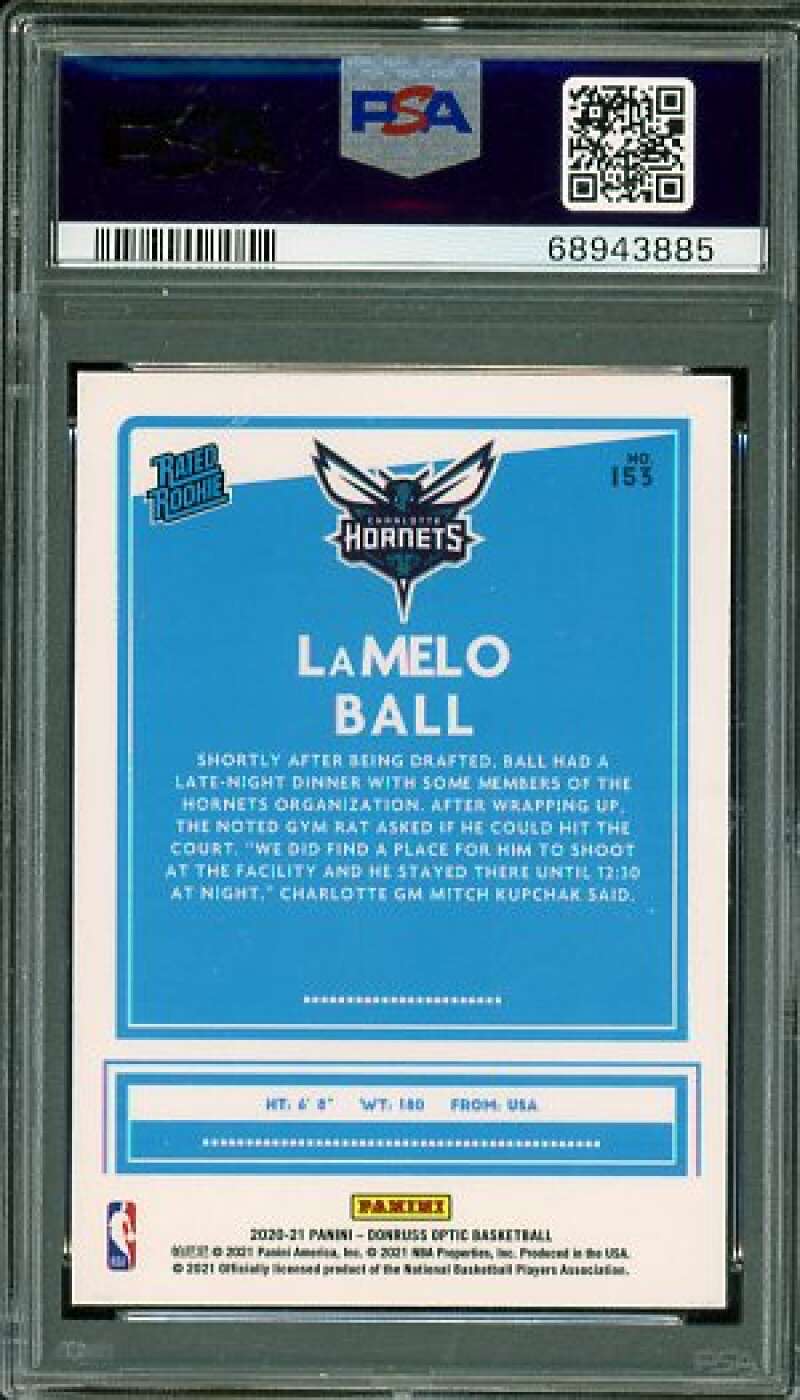 PSA
68943885
RATED
ROOKIE
NO.
153
CHARLOTTE
HORNETS
LAMELO
BALL
SHORTLY AFTER BEING DRAFTED, BALL HAD A
LATE-NIGHT DINNER WITH SOME MEMBERS OF THE
HORNETS ORGANIZATION. AFTER WRAPPING UP,
THE NOTED GYM RAT ASKED IF HE COULD HIT THE
COURT. "WE DID FIND A PLACE FOR HIM TO SHOOT
AT THE FACILITY AND HE STAYED THERE UNTIL 12:30
AT NIGHT," CHARLOTTE GM MITCH KUPCHAK SAID.
HT: 6' 8" WT: 180 FROM: USA
PANINI
2020-21 PANINI – DONRUSS OPTIC BASKETBALL
© 2021 Panini America, Inc. © 2021 NBA Properties, Inc. Produced in the USA.
© 2021 Officially licensed product of the National Basketball Players Association.
PSA